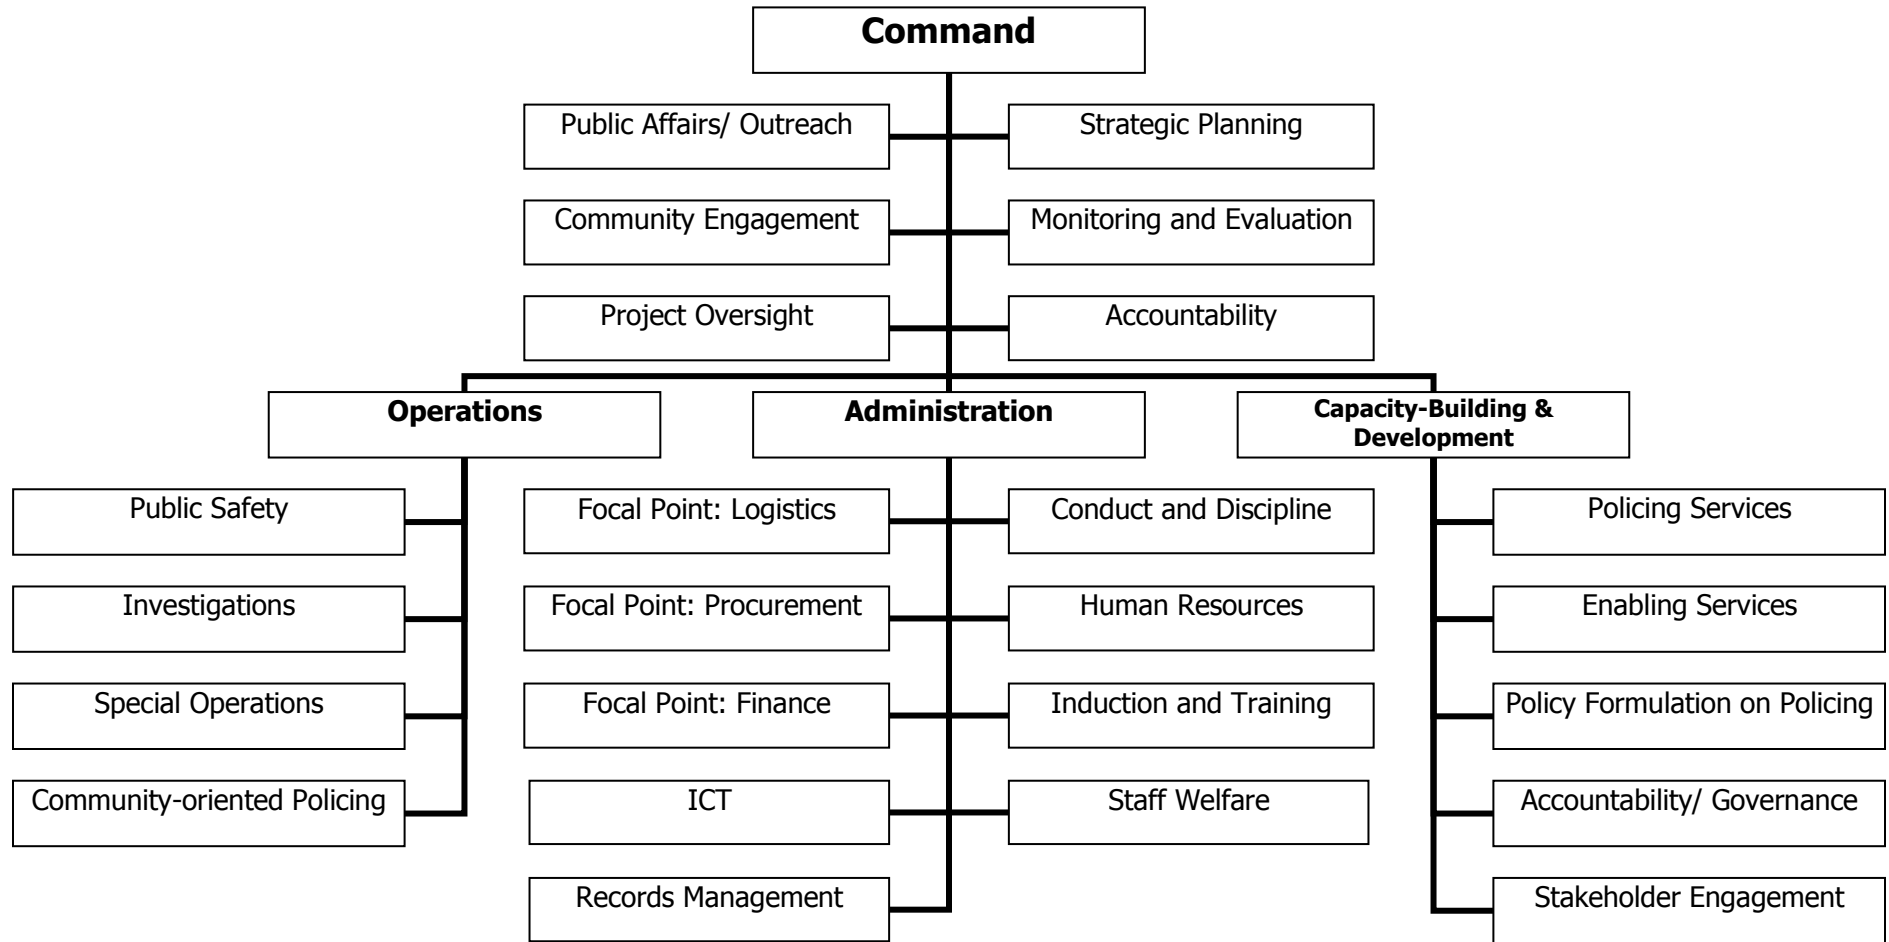 Command
Public Affairs/ Outreach
Strategic Planning
Community Engagement
Monitoring and Evaluation
Project Oversight
Accountability
Operations
Administration
Capacity-Building &
Development
Public Safety
Focal Point: Logistics
Conduct and Discipline
Policing Services
Investigations
Focal Point: Procurement
Human Resources
Enabling Services
Special Operations
Focal Point: Finance
Induction and Training
Policy Formulation on Policing
Community-oriented Policing
ICT
Staff Welfare
Accountability/ Governance
Records Management
Stakeholder Engagement